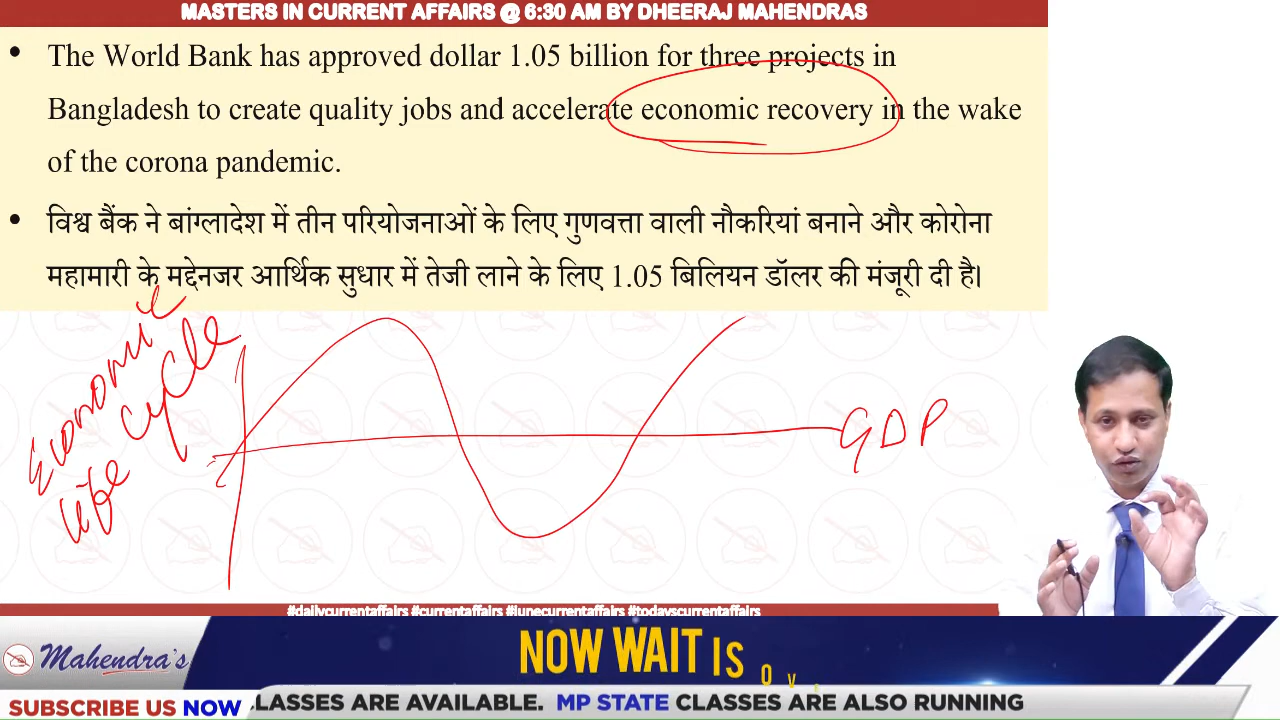 MASTERS IN CURRENT AFFAIRS @ 6:30 AM BY DHEERAJ MAHENDRAS
• The World Bank has approved dollar 1.05 billion for three projects in
Bangladesh to create quality jobs and accelerate economic recovery in the wake
of the corona pandemic.
• विश्व बैंक ने बांग्लादेश में तीन परियोजनाओं के लिए गुणवत्ता वाली नौकरियां बनाने और कोरोना
महामारी के मद्देनजर आर्थिक सुधार में तेजी लाने के लिए 1.05 बिलियन डॉलर की मंजूरी दी है।
Economic
life cycle
GDP
#dailycurrentaffairs #currentaffairs #junecurrentaffairs #todayscurrentaffair
Mahendra's
NOW WAIT IS OV
SUBSCRIBE US NOW
CLASSES ARE AVAILABLE. MP STATE CLASSES ARE ALSO RUNNING